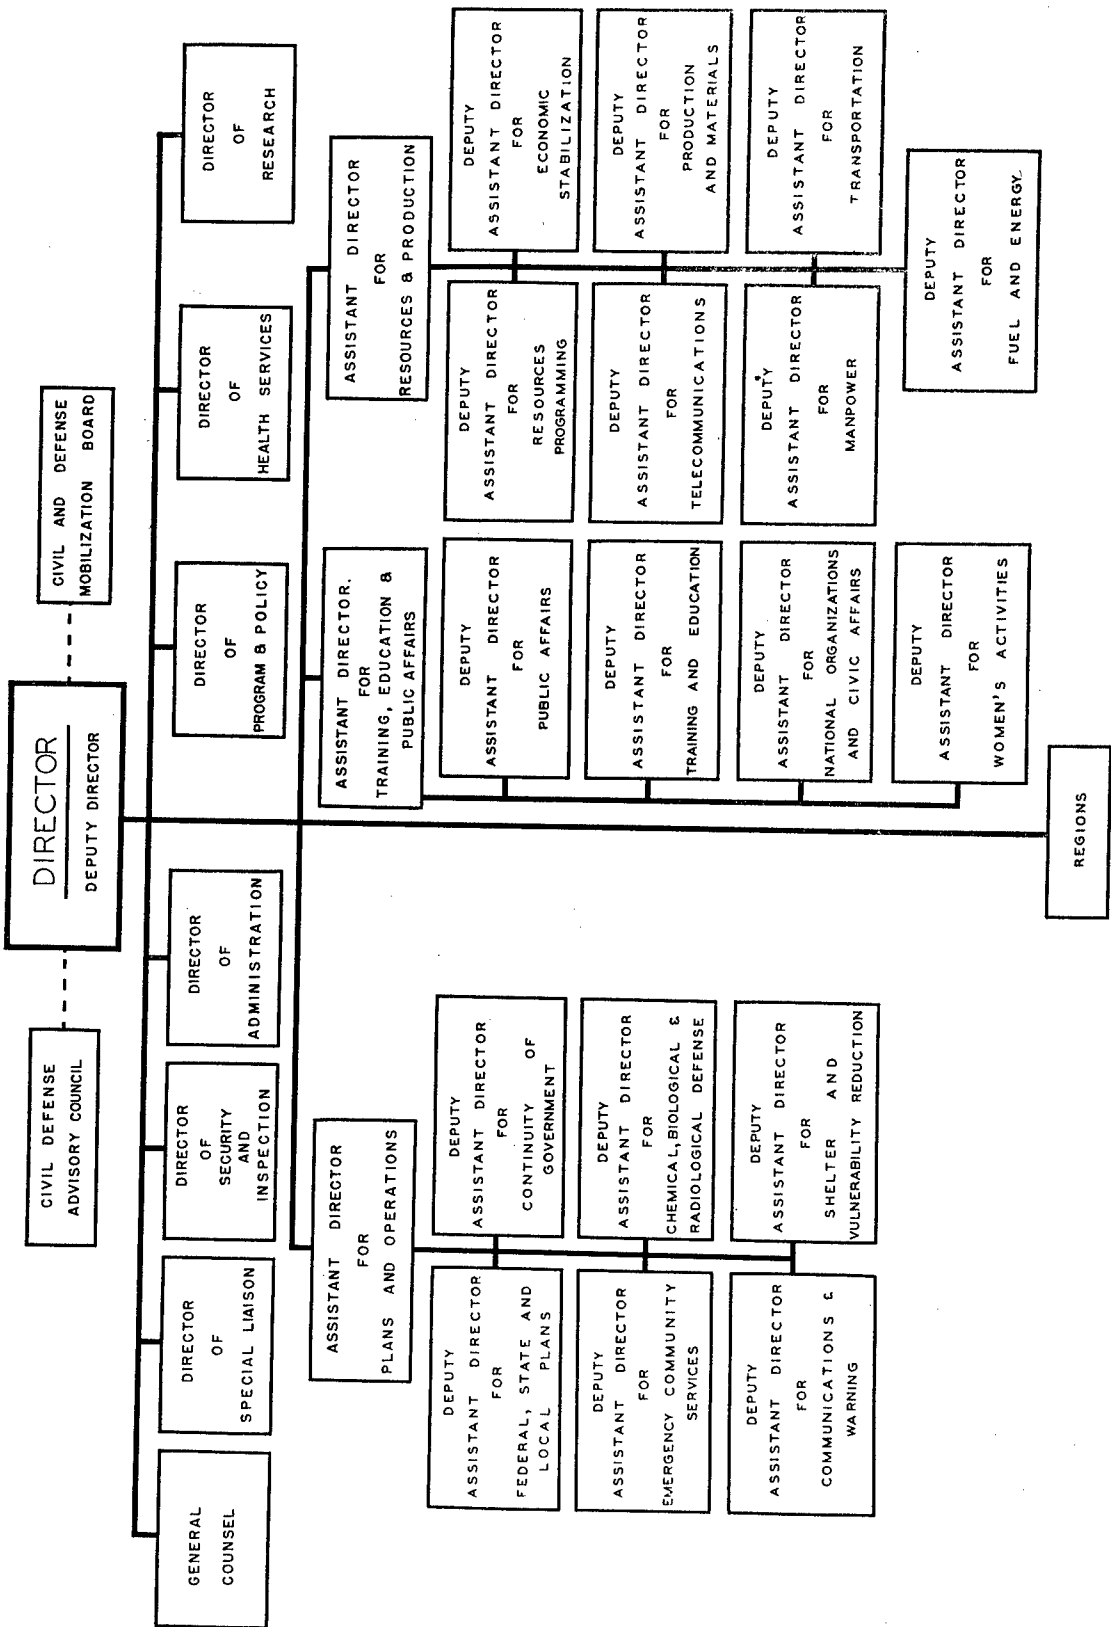 CIVIL DEFENSE
ADVISORY COUNCIL
DIRECTOR
DEPUTY DIRECTOR
CIVIL AND DEFENSE
MOBILIZATION BOARD
GENERAL
COUNSEL
DIRECTOR
OF
SPECIAL LIAISON
DIRECTOR
OF
SECURITY
AND
INSPECTION
DIRECTOR
OF
ADMINISTRATION
DIRECTOR
OF
PROGRAM & POLICY
DIRECTOR
OF
HEALTH SERVICES
DIRECTOR
OF
RESEARCH
ASSISTANT DIRECTOR
FOR
PLANS AND OPERATIONS
ASSISTANT DIRECTOR.
FOR
TRAINING, EDUCATION &
PUBLIC AFFAIRS
ASSISTANT DIRECTOR
FOR
RESOURCES & PRODUCTION
DEPUTY
ASSISTANT DIRECTOR
FOR
FEDERAL, STATE AND
LOCAL PLANS
DEPUTY
ASSISTANT DIRECTOR
FOR
CONTINUITY OF
GOVERNMENT
DEPUTY
ASSISTANT DIRECTOR
FOR
PUBLIC AFFAIRS
DEPUTY
ASSISTANT DIRECTOR
FOR
RESOURCES
PROGRAMMING
DEPUTY
ASSISTANT DIRECTOR
FOR
ECONOMIC
STABILIZATION
DEPUTY
ASSISTANT DIRECTOR
FOR
EMERGENCY COMMUNITY
SERVICES
DEPUTY
ASSISTANT DIRECTOR
FOR
CHEMICAL, BIOLOGICAL &
RADIOLOGICAL DEFENSE
DEPUTY
ASSISTANT DIRECTOR
FOR
TRAINING AND EDUCATION
DEPUTY
ASSISTANT DIRECTOR
FOR
TELECOMMUNICATIONS
DEPUTY
ASSISTANT DIRECTOR
FOR
PRODUCTION
AND MATERIALS
DEPUTY
ASSISTANT DIRECTOR
FOR
COMMUNICATIONS &
WARNING
DEPUTY
ASSISTANT DIRECTOR
FOR
SHELTER AND
VULNERABILITY REDUCTION
DEPUTY
ASSISTANT DIRECTOR
FOR
NATIONAL ORGANIZATIONS
AND CIVIC AFFAIRS
DEPUTY
ASSISTANT DIRECTOR
FOR
MANPOWER
DEPUTY
ASSISTANT DIRECTOR
FOR
TRANSPORTATION
DEPUTY
ASSISTANT DIRECTOR
FOR
WOMEN'S ACTIVITIES
DEPUTY
ASSISTANT DIRECTOR
FOR
FUEL AND ENERGY
REGIONS